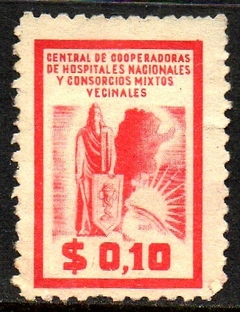 CENTRAL DE COOPERADORAS
DE HOSPITALES NACIONALES
Y CONSORCIOS MIXTOS
VECINALES
$ 0,10